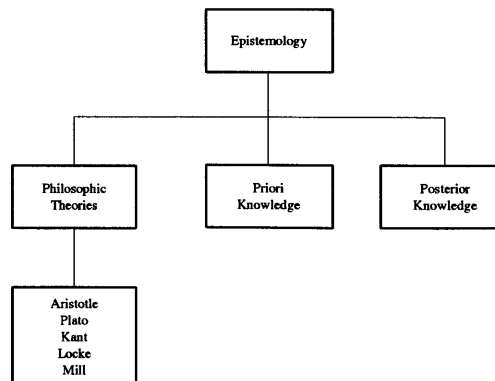 Epistemology
Philosophic
Theories
Priori
Knowledge
Posterior
Knowledge
Aristotle
Plato
Kant
Locke
Mill